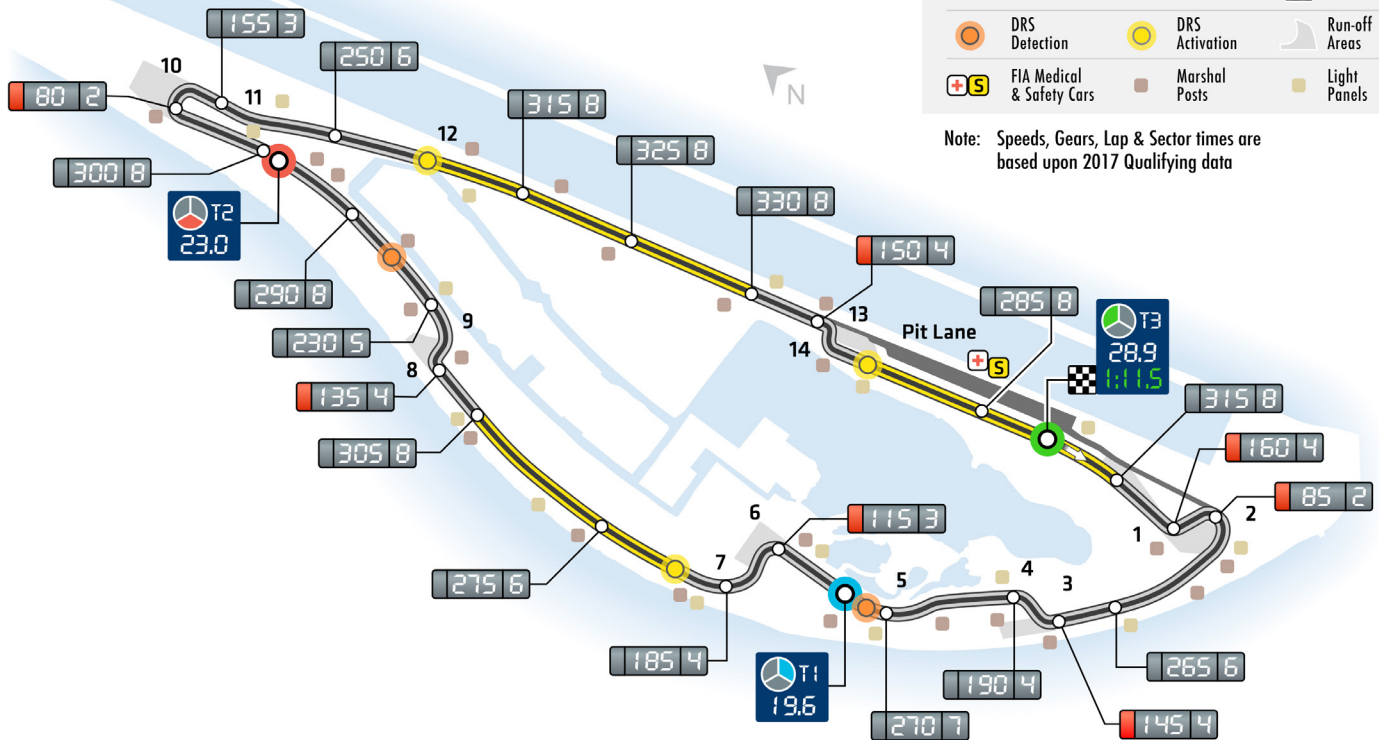 155 3
10
250 6
DRS
Detection
DRS
Activation
Run-off
Areas
80 2
11
315 8
N
FIA Medical
& Safety Cars
Marshal
Posts
Light
Panels
S
12
325 8
Note: Speeds, Gears, Lap & Sector times are
based upon 2017 Qualifying data
300 8
T2
23.0
330 8
150 4
290 8
285 8
13
Pit Lane
T3
28.9
1:11.5
230 5
9
14
S
8
135 4
315 8
305 8
160 4
85 2
6
115 3
1
2
275 6
7
5
4
3
185 4
T1
19.6
190 4
265 6
270 7
145 4